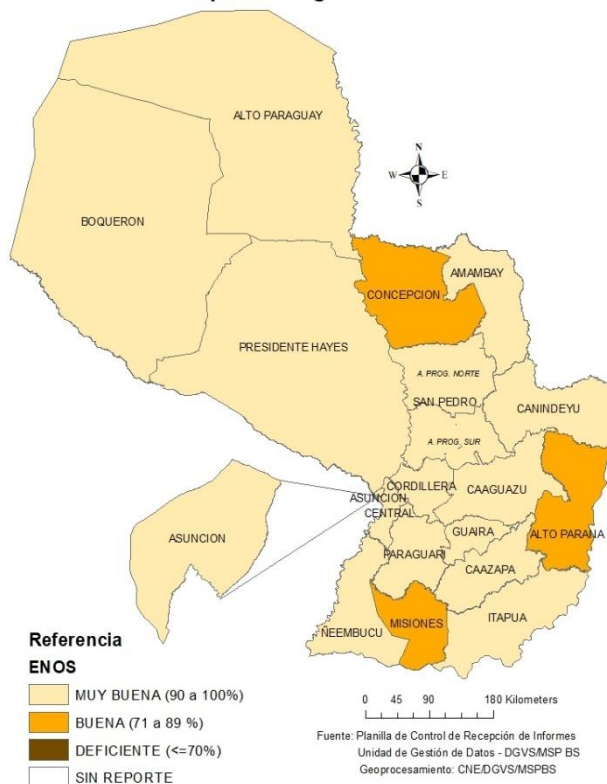 ALTO PARAGUAY
BOQUERON
N
W E
S
CONCEPCION
AMAMBAY
PRESIDENTE HAYES
A. PROG. NORTE
SAN PEDRO
CANINDEYU
A. PROG. SUR
CORDILLERA
CAAGUAZU
ASUNCION
CENTRAL
ASUNCION
GUAIRA
ALTO PARANA
PARAGUARI
CAAZAPA
ITAPUA
MISIONES
ÑEEMBUCU
Referencia
ENOS
MUY BUENA (90 a 100%)
BUENA (71 a 89 %)
DEFICIENTE (<=70%)
SIN REPORTE
0 45 90 180 Kilometers
Fuente: Planilla de Control de Recepción de Informes
Unidad de Gestión de Datos - DGVS/MSP BS
Geoprocesamiento: CNE/DGVS/MSPBS